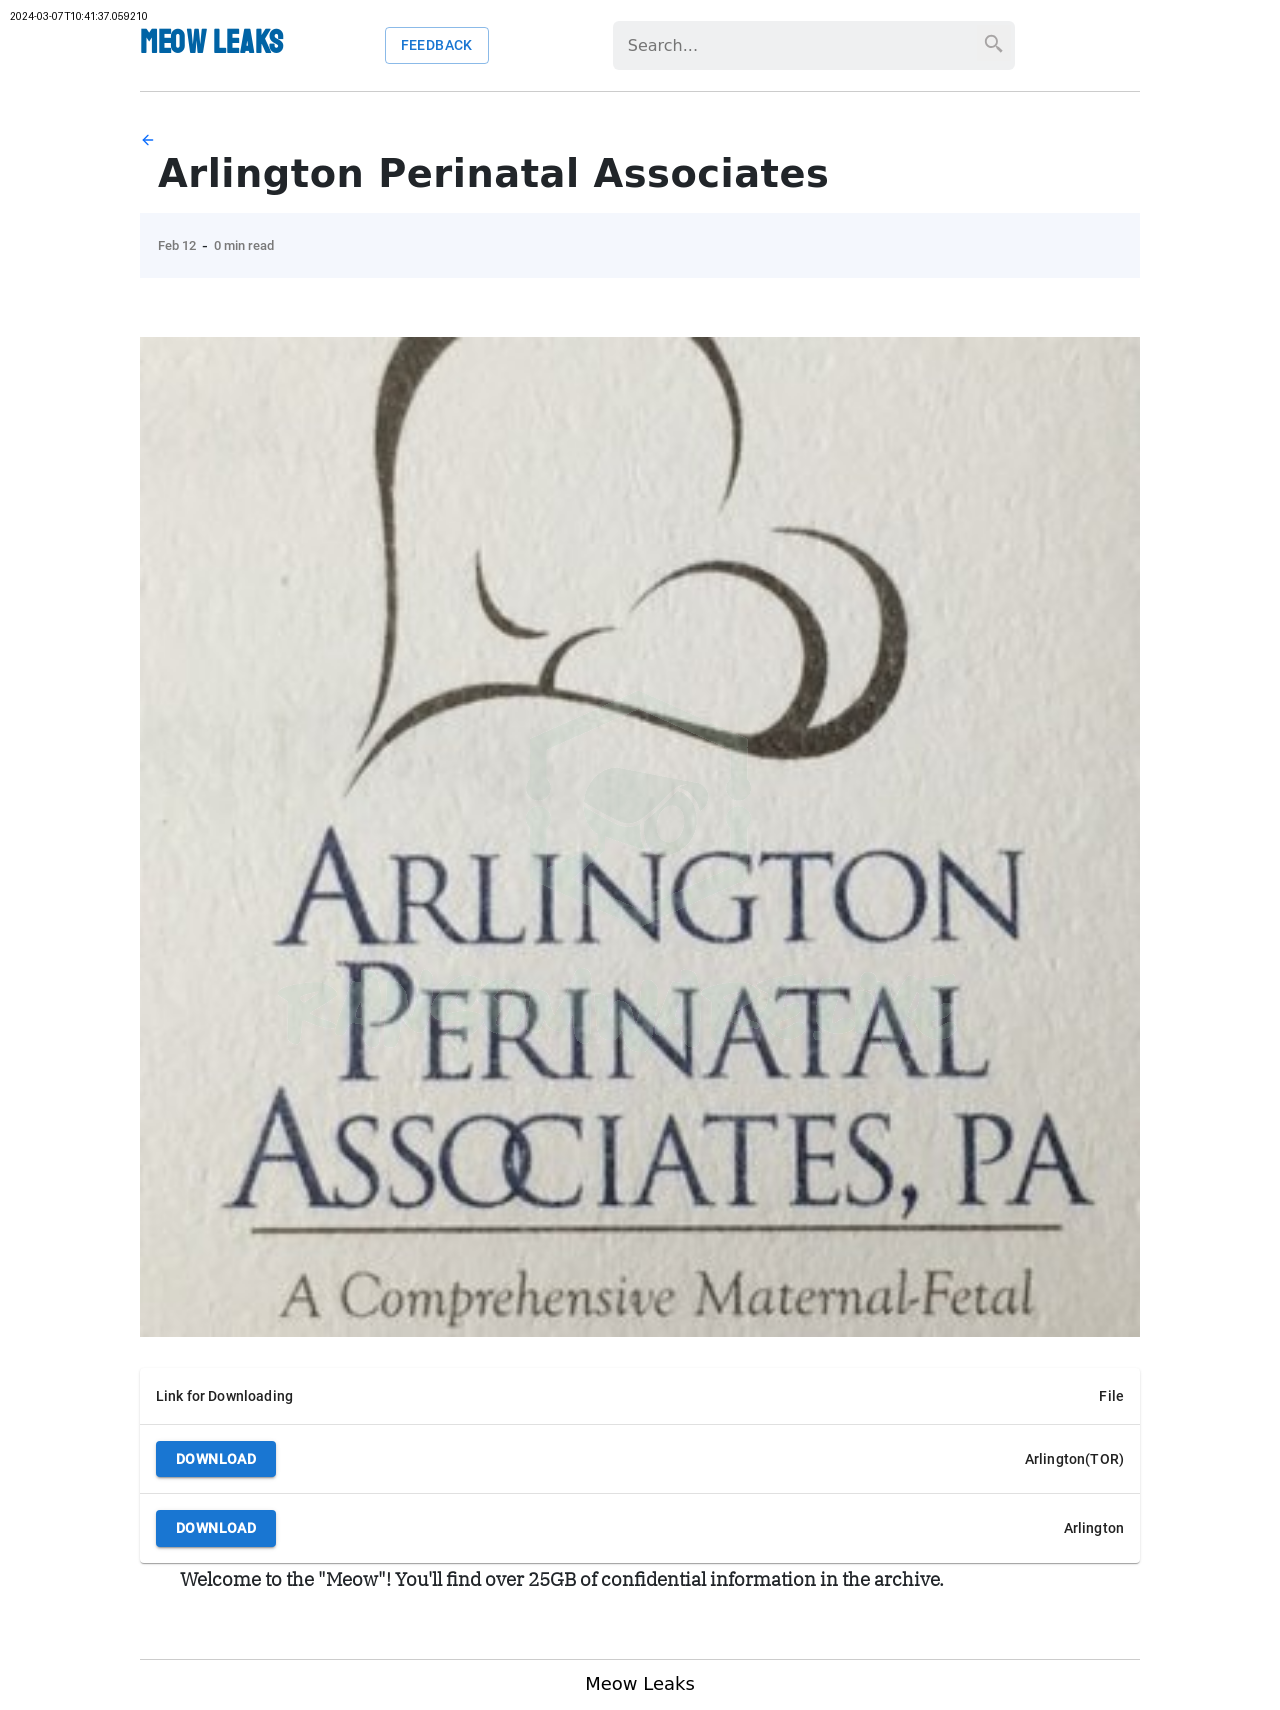 2024-03-07T10:41:37.059210
MEOW LEAKS
FEEDBACK
Search...
Arlington Perinatal Associates
Feb 12 - 0 min read
ARLINGTON
PERINATAL
ASSOCIATES, PA
A Comprehensive Maternal-Fetal
Link for Downloading File
DOWNLOAD Arlington(TOR)
DOWNLOAD Arlington
Welcome to the "Meow"! You'll find over 25GB of confidential information in the archive.
Meow Leaks